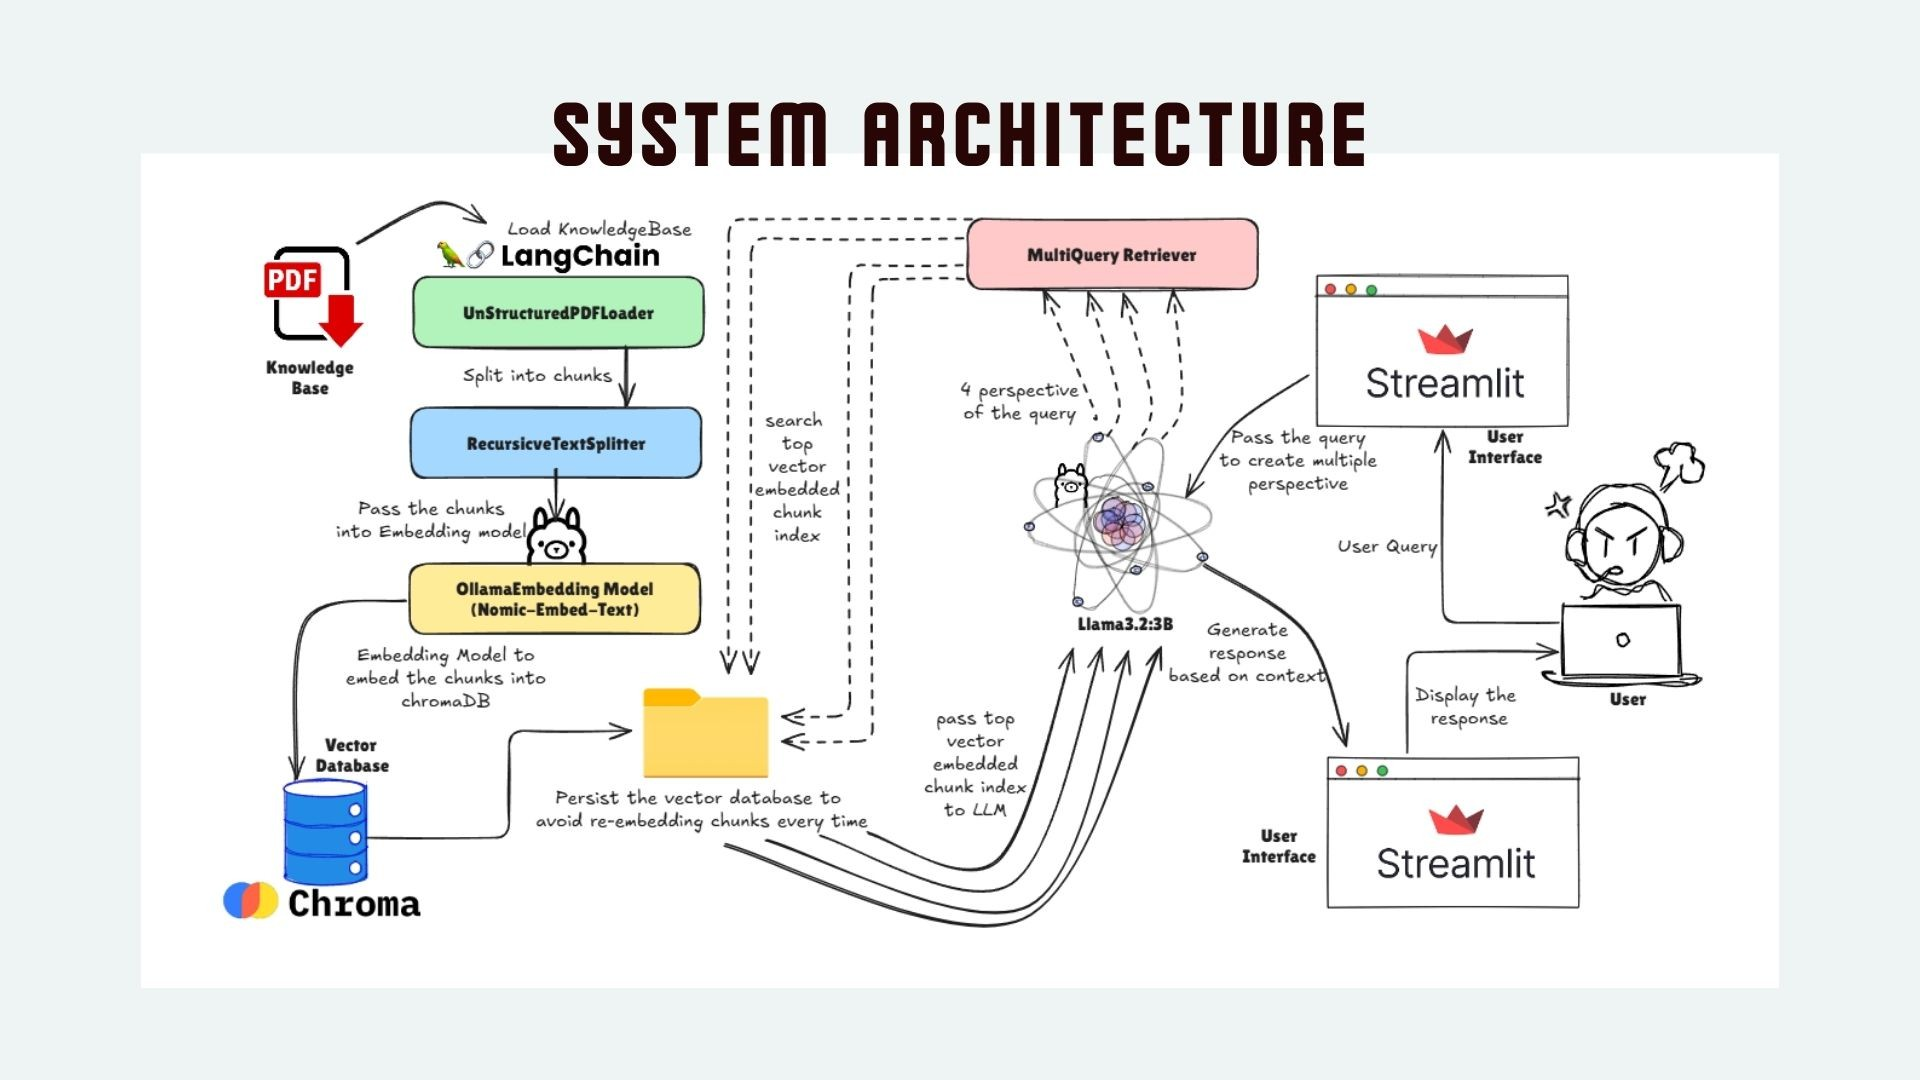 SYSTEM ARCHITECTURE
Load KnowledgeBase
LangChain
PDF
Knowledge
Base
UnStructuredPDFLoader
Split into chunks
RecursicveTextSplitter
Pass the chunks
into Embedding model
OllamaEmbedding Model
(Nomic-Embed-Text)
Embedding Model to
embed the chunks into
chromaDB
Vector
Database
Chroma
Persist the vector database to
avoid re-embedding chunks every time
search
top
vector
embedded
chunk
index
MultiQuery Retriever
4 perspective
of the query
Llama3.2:3B
pass top
vector
embedded
chunk index
to LLM
Streamlit
User
Interface
Pass the query
to create multiple
perspective
User Query
User
Generate
response
based on context
Display the
response
User
Interface
Streamlit